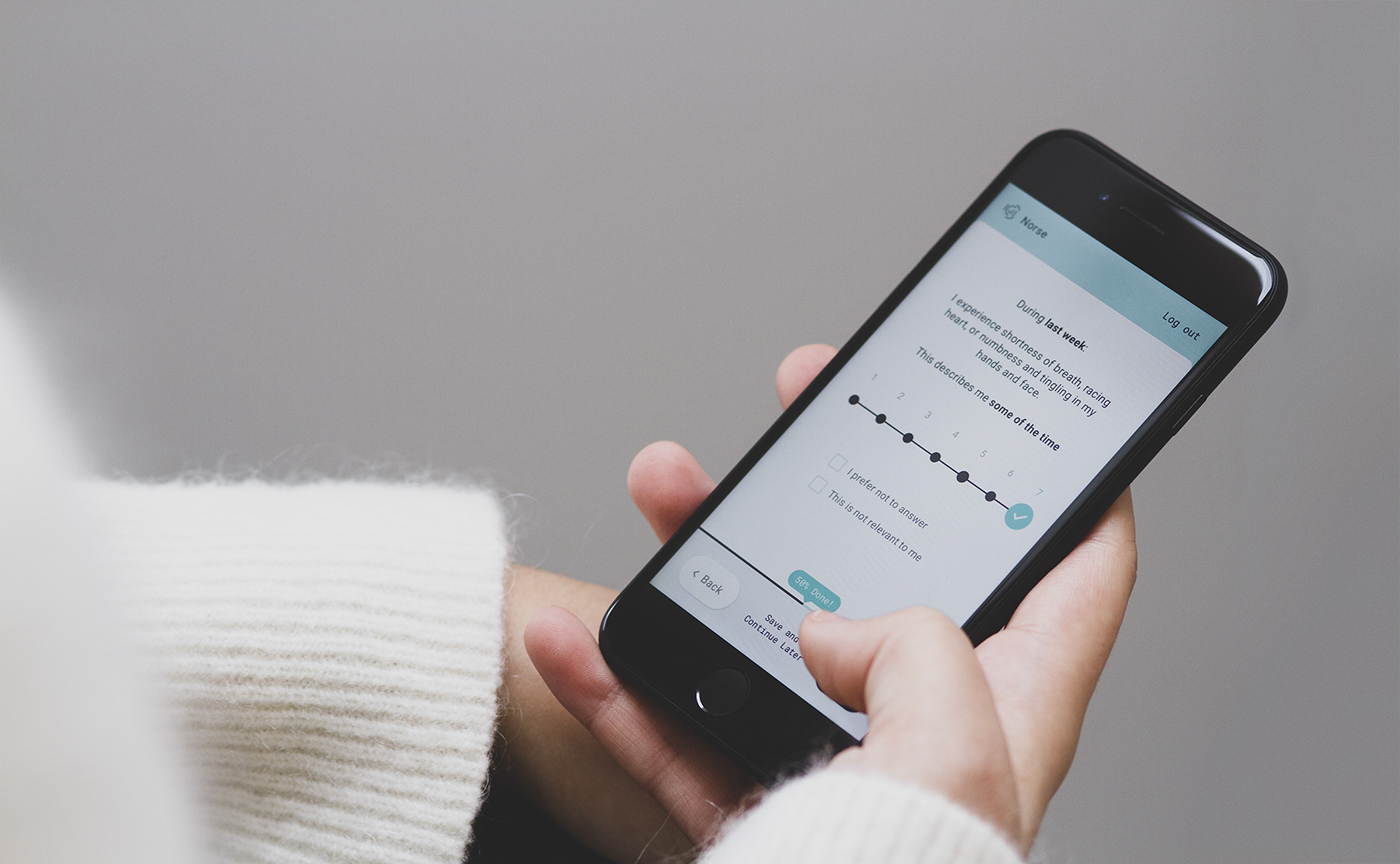 Norse
Log out
During last week:
I experience shortness of breath, racing
heart, or numbness and tingling in my
hands and face.
This describes me some of the time
1 2 3 4 5 6 7
I prefer not to answer
This is not relevant to me
50% Done!
< Back
Save and
Continue Later